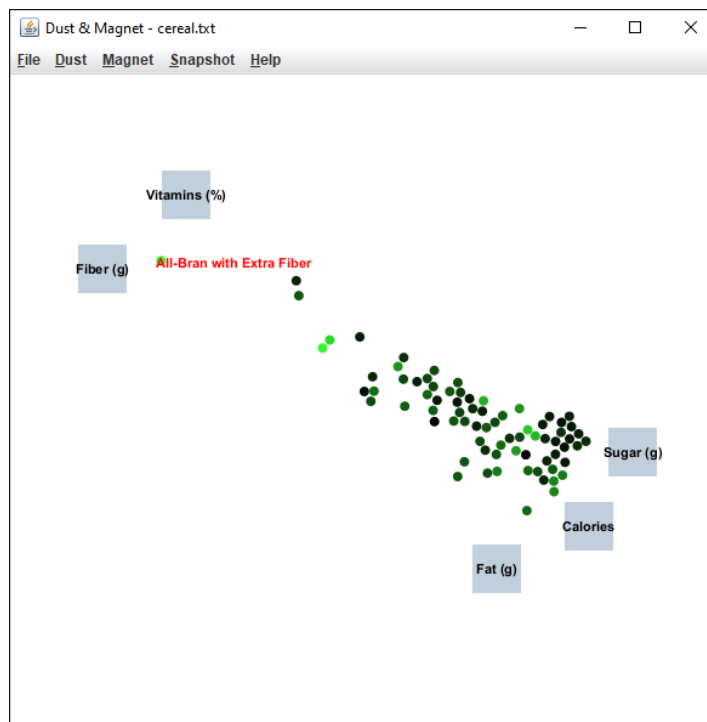 Dust & Magnet - cereal.txt
File Dust Magnet Snapshot Help
Vitamins (%)
Fiber (g)
All-Bran with Extra Fiber
Sugar (g)
Calories
Fat (g)